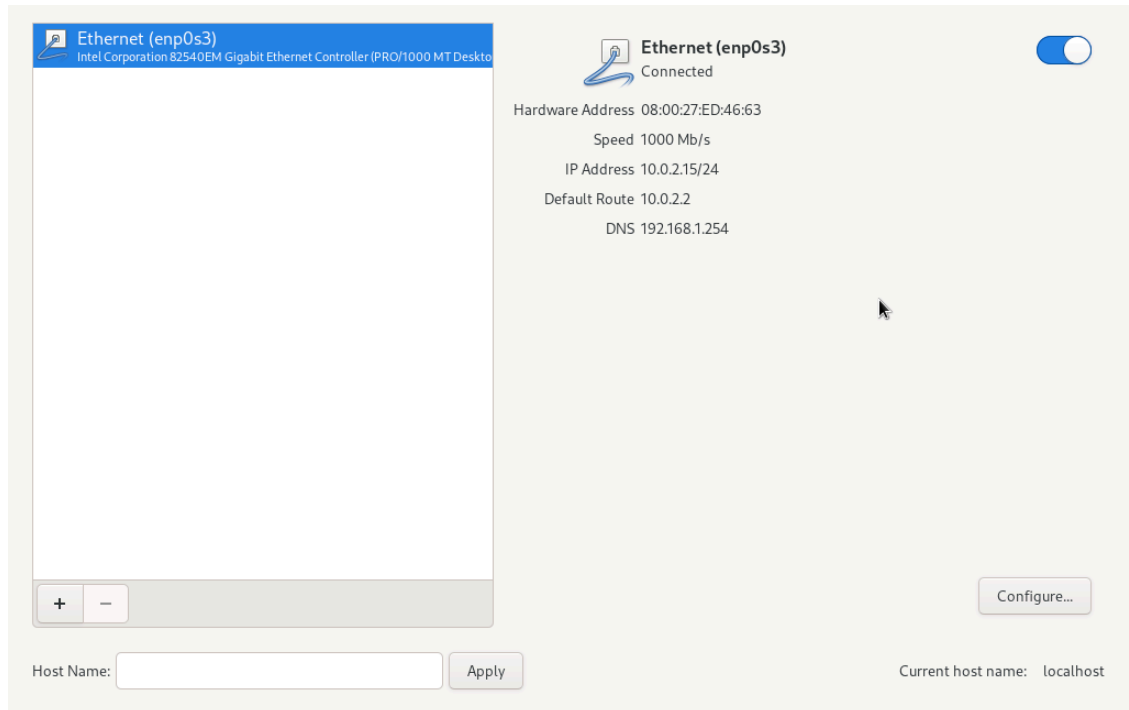 Ethernet (enp0s3)
Intel Corporation 82540EM Gigabit Ethernet Controller (PRO/1000 MT Deskto
Ethernet (enp0s3)
Connected
Hardware Address 08:00:27:ED:46:63
Speed 1000 Mb/s
IP Address 10.0.2.15/24
Default Route 10.0.2.2
DNS 192.168.1.254
+ −
Configure...
Host Name:
Apply
Current host name: localhost